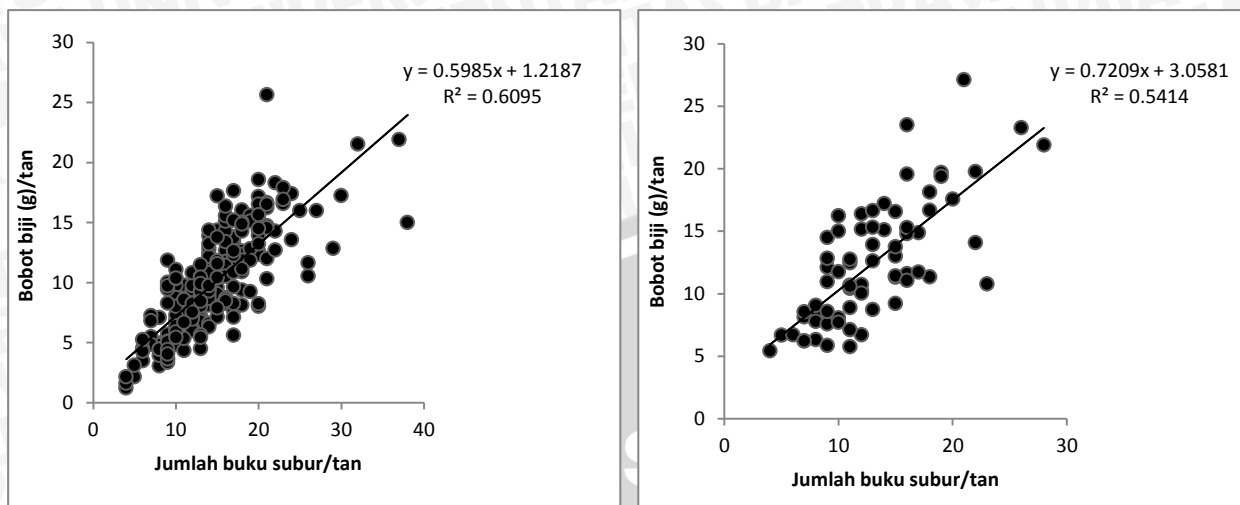 y = 0.5985x + 1.2187
R² = 0.6095
30
25
20
15
10
5
0
Bobot biji (g)/tan
0 10 20 30 40
Jumlah buku subur/tan
y = 0.7209x + 3.0581
R² = 0.5414
30
25
20
15
10
5
0
Bobot biji (g)/tan
0 10 20 30
Jumlah buku subur/tan